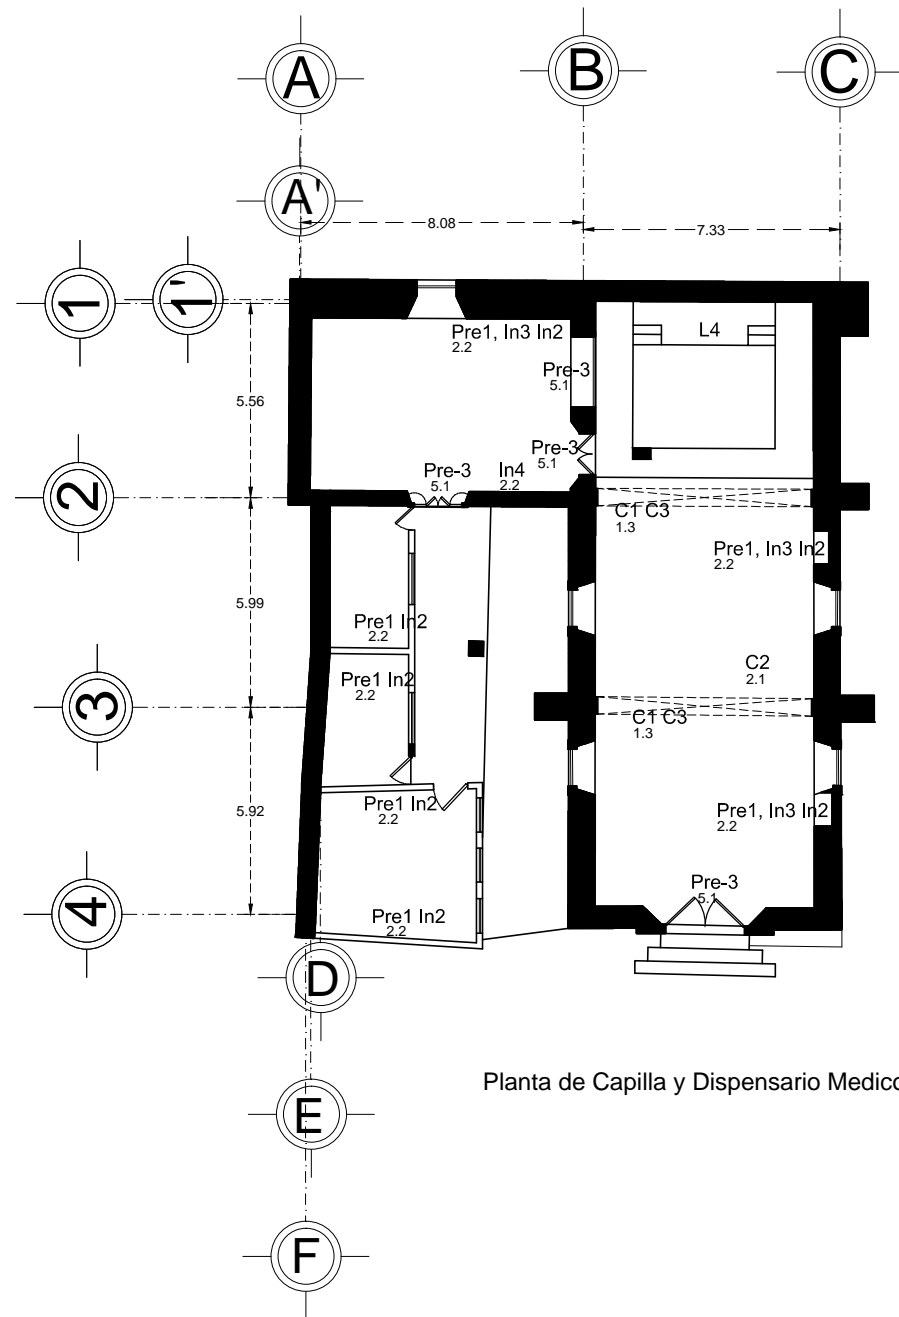 A
B
C
A'
8.08
7.33
1
1'
Pre1, In3 In2
2.2
L4
Pre-3
5.1
5.56
Pre-3
5.1
Pre-3
5.1
In4
2.2
2
C1 C3
1.3
Pre1, In3 In2
2.2
5.99
Pre1 In2
2.2
C2
2.1
Pre1 In2
2.2
3
C1 C3
1.3
5.92
Pre1 In2
2.2
Pre1, In3 In2
2.2
Pre-3
5.1
4
Pre1 In2
2.2
D
Planta de Capilla y Dispensario Medico
E
F